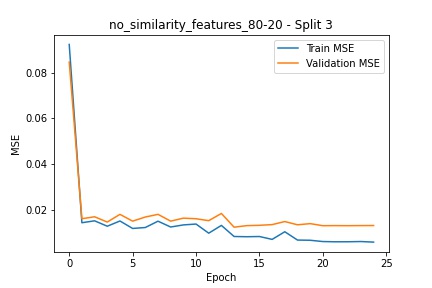 no_similarity_features_80-20 - Split 3
Train MSE
Validation MSE
MSE
0.08
0.06
0.04
0.02
0 5 10 15 20 25
Epoch